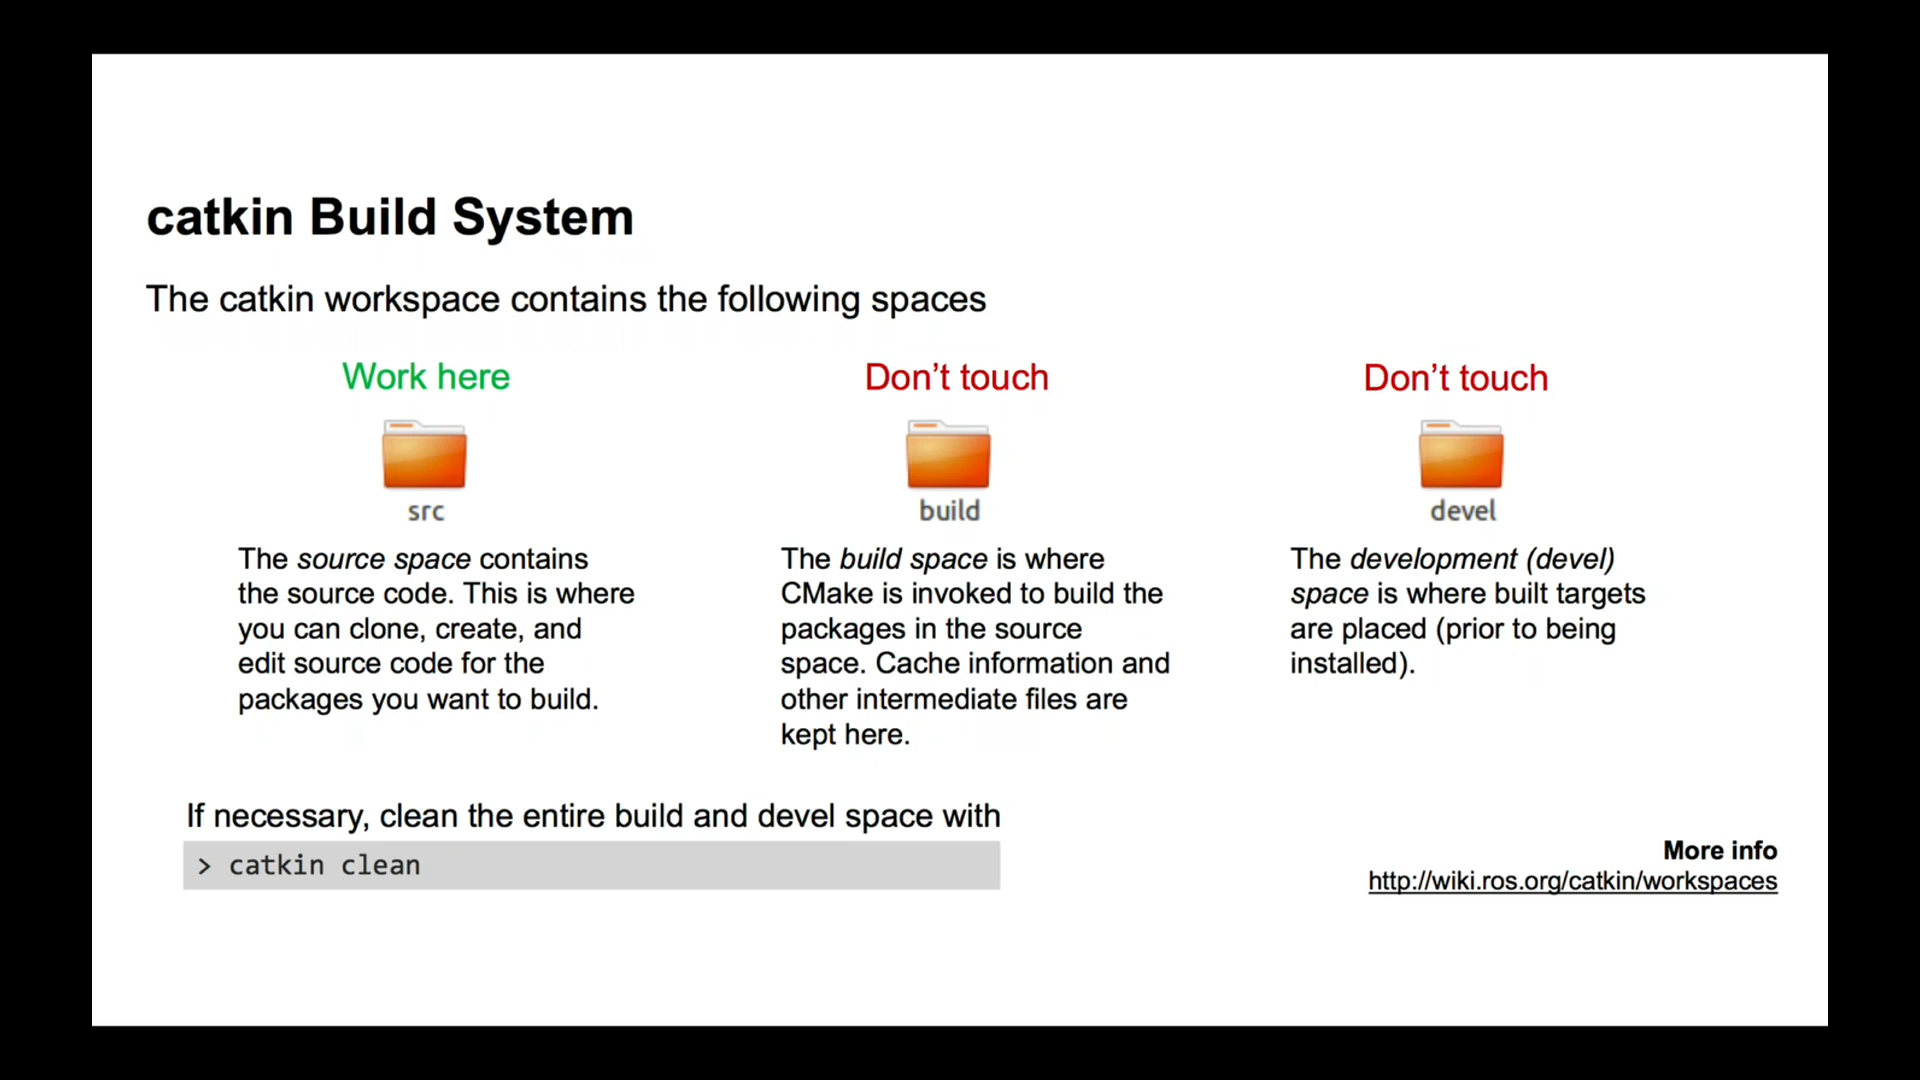 catkin Build System
The catkin workspace contains the following spaces
Work here
src
The source space contains
the source code. This is where
you can clone, create, and
edit source code for the
packages you want to build.
Don’t touch
build
The build space is where
CMake is invoked to build the
packages in the source
space. Cache information and
other intermediate files are
kept here.
Don’t touch
devel
The development (devel)
space is where built targets
are placed (prior to being
installed).
If necessary, clean the entire build and devel space with
> catkin clean
More info
http://wiki.ros.org/catkin/workspaces